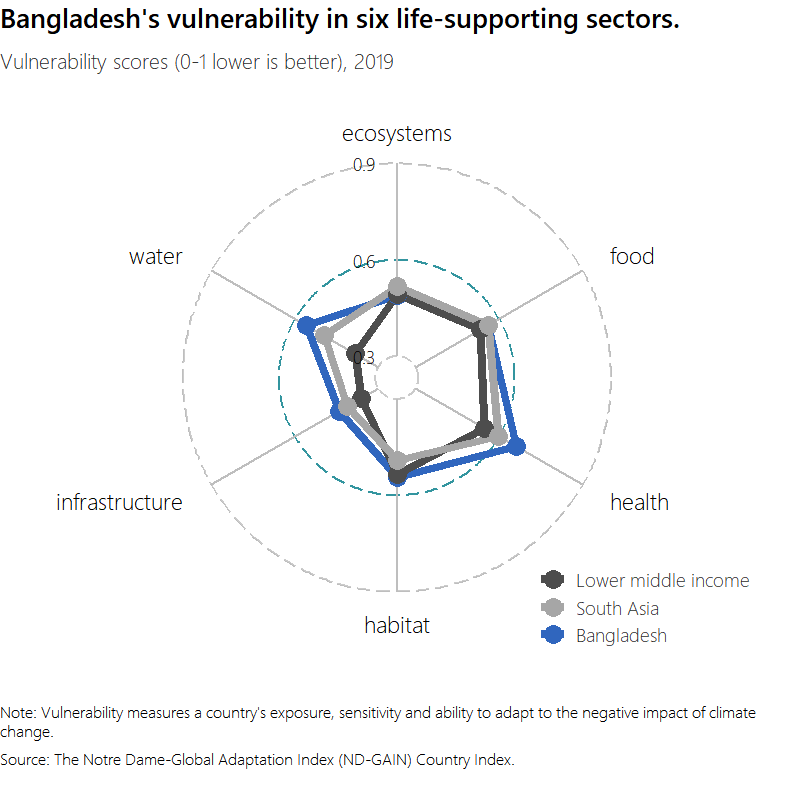 Bangladesh's vulnerability in six life-supporting sectors.
Vulnerability scores (0-1 lower is better), 2019
ecosystems
0.9
water
food
0.6
0.3
infrastructure
health
habitat
Lower middle income
South Asia
Bangladesh
Note: Vulnerability measures a country's exposure, sensitivity and ability to adapt to the negative impact of climate
change.
Source: The Notre Dame-Global Adaptation Index (ND-GAIN) Country Index.